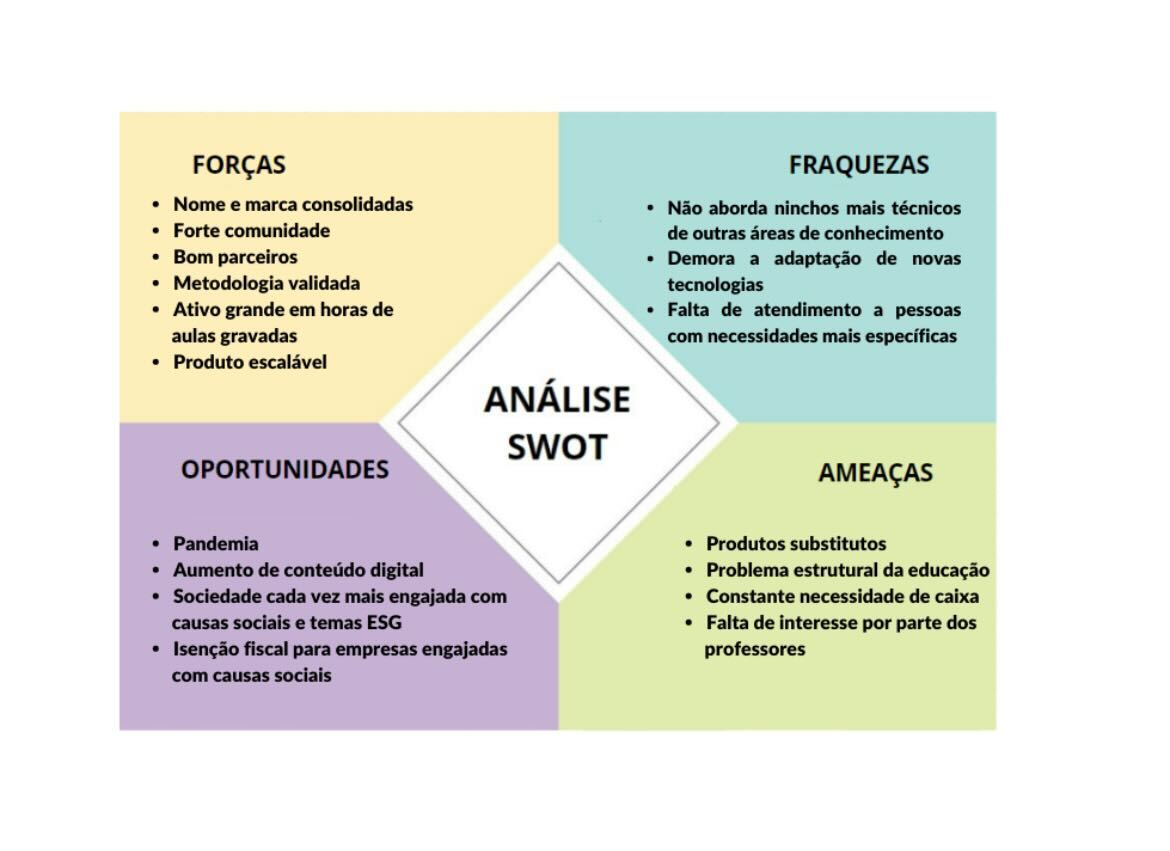 FORÇAS
• Nome e marca consolidadas
• Forte comunidade
• Bom parceiros
• Metodologia validada
• Ativo grande em horas de
aulas gravadas
• Produto escalável
FRAQUEZAS
• Não aborda ninchos mais técnicos
de outras áreas de conhecimento
• Demora a adaptação de novas
tecnologias
• Falta de atendimento a pessoas
com necessidades mais específicas
ANÁLISE
SWOT
OPORTUNIDADES
• Pandemia
• Aumento de conteúdo digital
• Sociedade cada vez mais engajada com
causas sociais e temas ESG
• Isenção fiscal para empresas engajadas
com causas sociais
AMEAÇAS
• Produtos substitutos
• Problema estrutural da educação
• Constante necessidade de caixa
• Falta de interesse por parte dos
professores